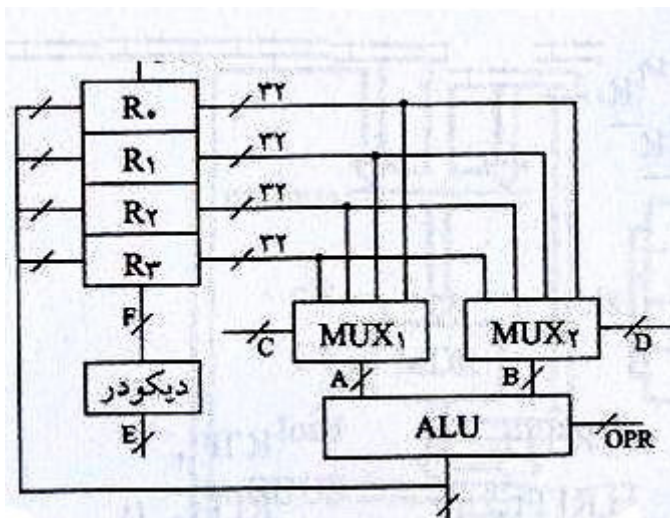 R۰ ۳۲
R۱ ۳۲
R۲ ۳۲
R۳ ۳۲
F
C MUX۱ MUX۲ D
دیکودر A B
E ALU OPR